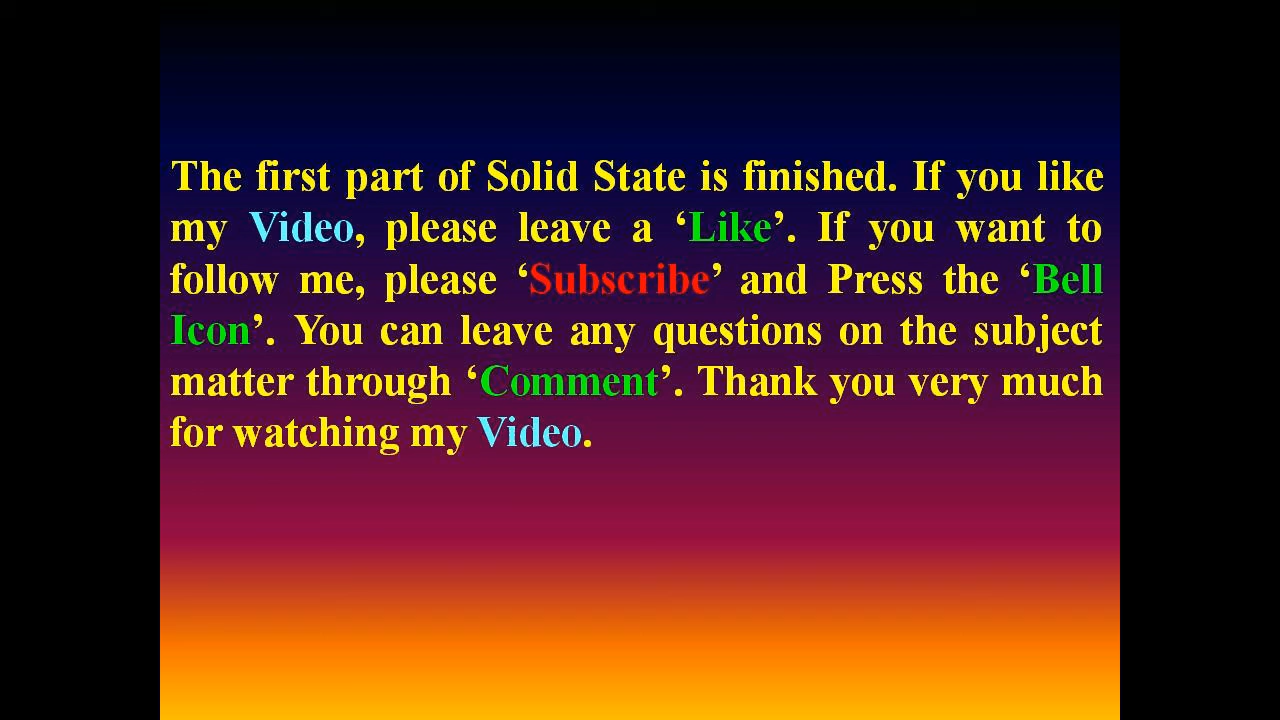 The first part of Solid State is finished. If you like
my Video, please leave a ‘Like’. If you want to
follow me, please ‘Subscribe’ and Press the ‘Bell
Icon’. You can leave any questions on the subject
matter through ‘Comment’. Thank you very much
for watching my Video.